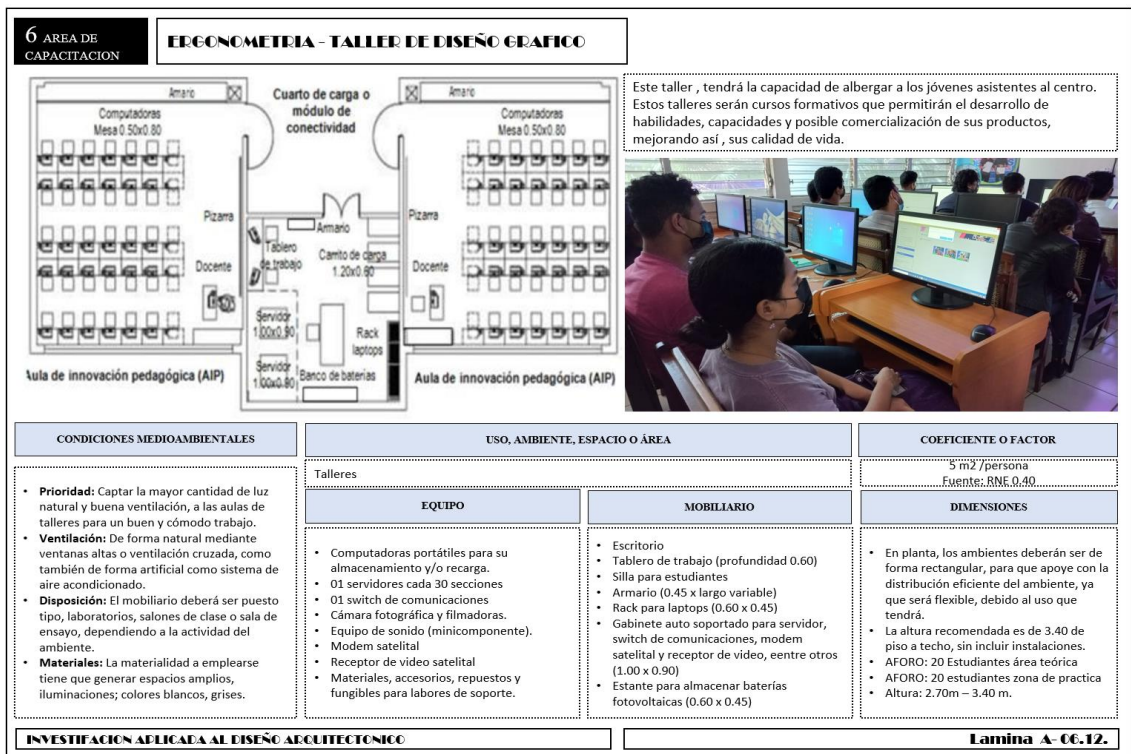 6 AREA DE
CAPACITACION
ERGONOMETRIA - TALLER DE DISEÑO GRAFICO
Armario
Computadoras
Mesa 0.50x0.80
Pizarra
Docente
Aula de innovación pedagógica (AIP)
Cuarto de carga o
módulo de
conectividad
Armario
Tablero
de trabajo
Carrito de carga
1.20x0.60
Servidor
1.00x0.90
Servidor
1.00x0.90
Rack
laptops
Banco de baterías
Armario
Computadoras
Mesa 0.50x0.80
Pizarra
Docente
Aula de innovación pedagógica (AIP)
Este taller , tendrá la capacidad de albergar a los jóvenes asistentes al centro.
Estos talleres serán cursos formativos que permitirán el desarrollo de
habilidades, capacidades y posible comercialización de sus productos,
mejorando así , sus calidad de vida.
CONDICIONES MEDIOAMBIENTALES
• Prioridad: Captar la mayor cantidad de luz
natural y buena ventilación, a las aulas de
talleres para un buen y cómodo trabajo.
• Ventilación: De forma natural mediante
ventanas altas o ventilación cruzada, como
también de forma artificial como sistema de
aire acondicionado.
• Disposición: El mobiliario deberá ser puesto
tipo, laboratorios, salones de clase o sala de
ensayo, dependiendo a la actividad del
ambiente.
• Materiales: La materialidad a emplearse
tiene que generar espacios amplios,
iluminaciones; colores blancos, grises.
USO, AMBIENTE, ESPACIO O ÁREA
Talleres
EQUIPO
• Computadoras portátiles para su
almacenamiento y/o recarga.
• 01 servidores cada 30 secciones
• 01 switch de comunicaciones
• Cámara fotográfica y filmadoras.
• Equipo de sonido (minicomponente).
• Modem satelital
• Receptor de video satelital
• Materiales, accesorios, repuestos y
fungibles para labores de soporte.
MOBILIARIO
• Escritorio
• Tablero de trabajo (profundidad 0.60)
• Silla para estudiantes
• Armario (0.45 x largo variable)
• Rack para laptops (0.60 x 0.45)
• Gabinete auto soportado para servidor,
switch de comunicaciones, modem
satelital y receptor de video, eentre otros
(1.00 x 0.90)
• Estante para almacenar baterías
fotovoltaicas (0.60 x 0.45)
COEFICIENTE O FACTOR
5 m2 /persona
Fuente: RNE 0.40
DIMENSIONES
• En planta, los ambientes deberán ser de
forma rectangular, para que apoye con la
distribución eficiente del ambiente, ya
que será flexible, debido al uso que
tendrá.
• La altura recomendada es de 3.40 de
piso a techo, sin incluir instalaciones.
• AFORO: 20 Estudiantes área teórica
• AFORO: 20 estudiantes zona de practica
• Altura: 2.70m – 3.40 m.
INVESTIFACION APLICADA AL DISEÑO ARQUITECTONICO
Lamina A- 06.12.